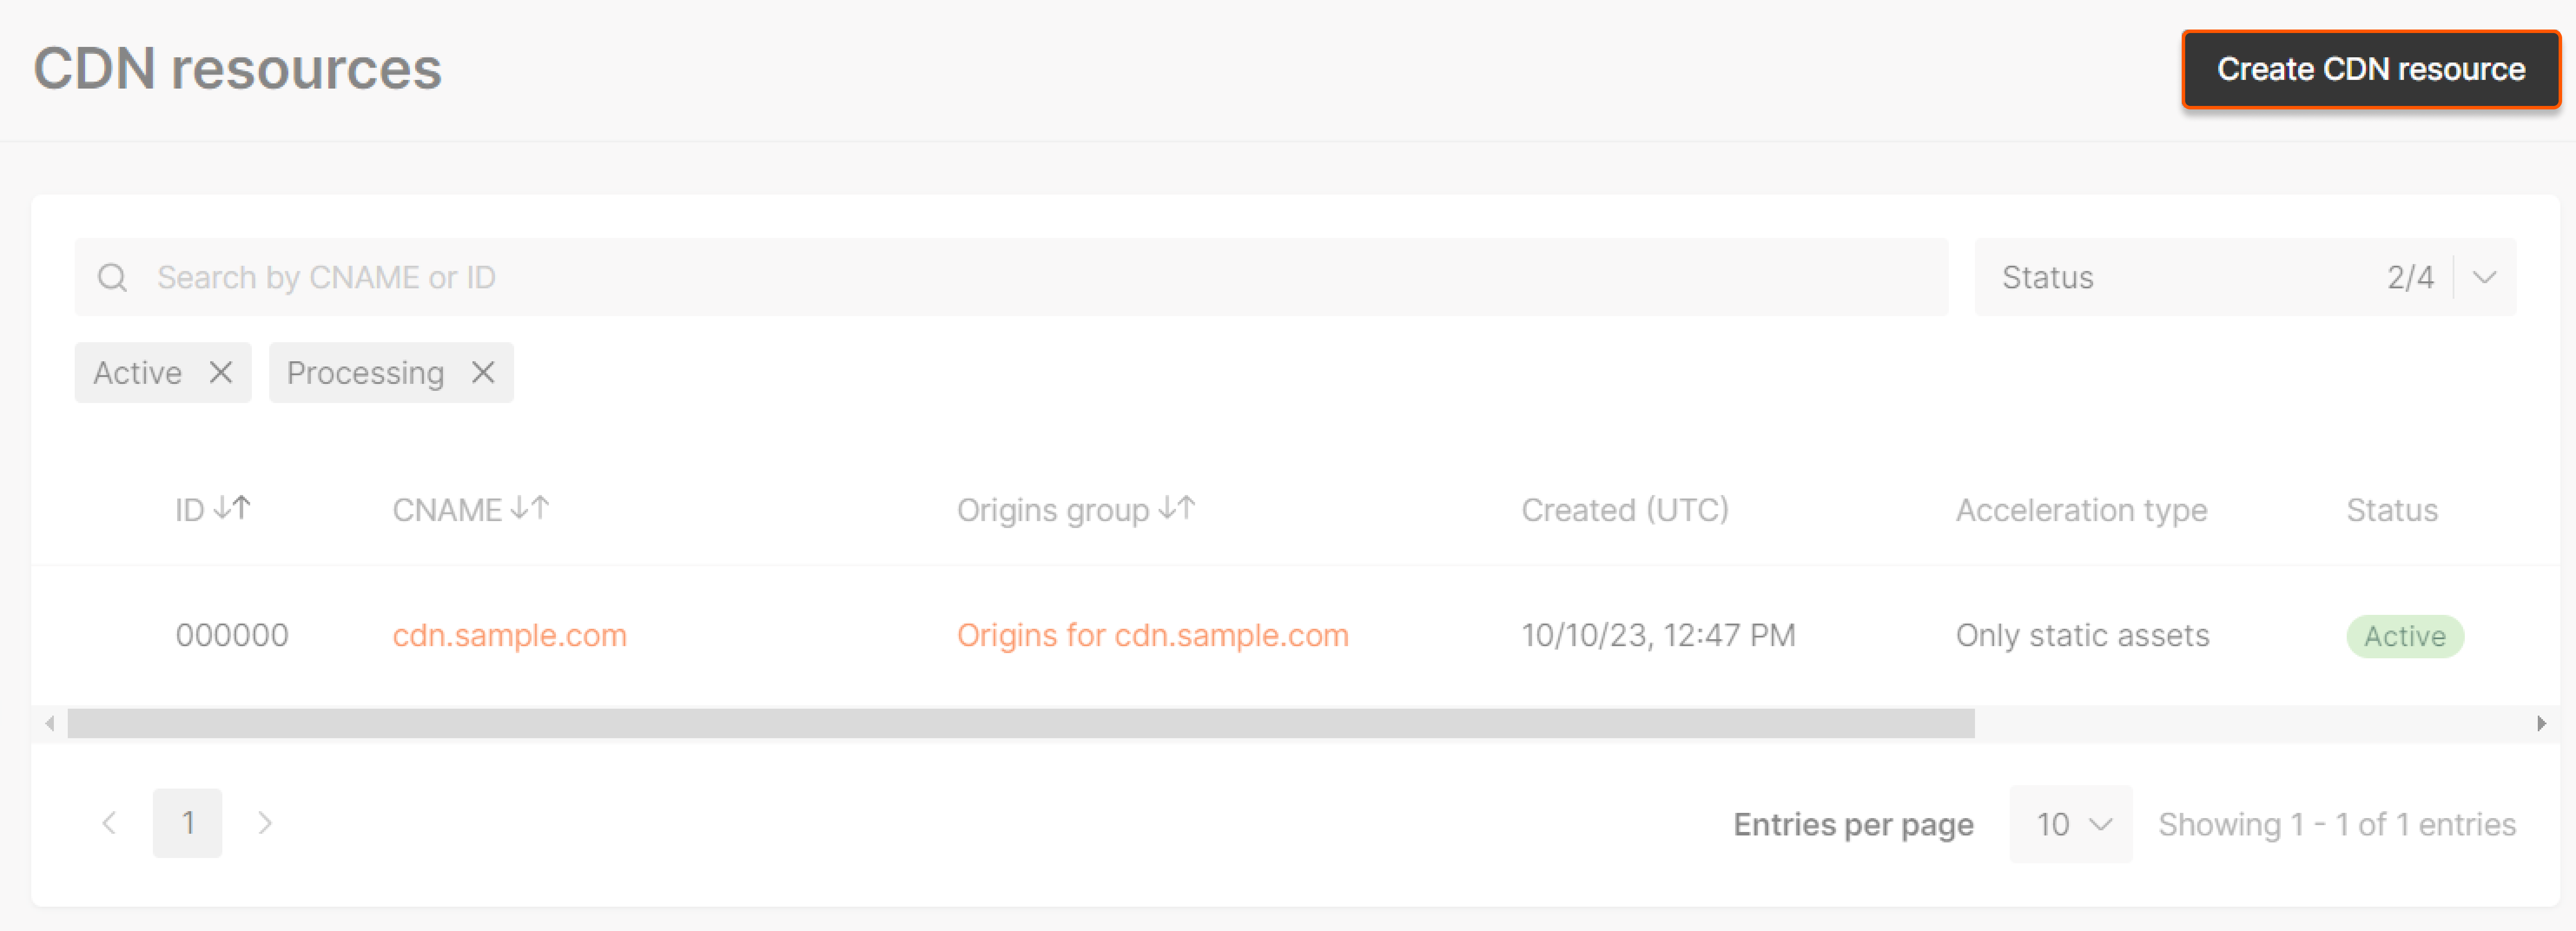 CDN resources
Create CDN resource
Search by CNAME or ID
Status 2/4
Active Processing
ID CNAME Origins group Created (UTC) Acceleration type Status
000000 cdn.sample.com Origins for cdn.sample.com 10/10/23, 12:47 PM Only static assets Active
1 Entries per page 10 Showing 1 - 1 of 1 entries